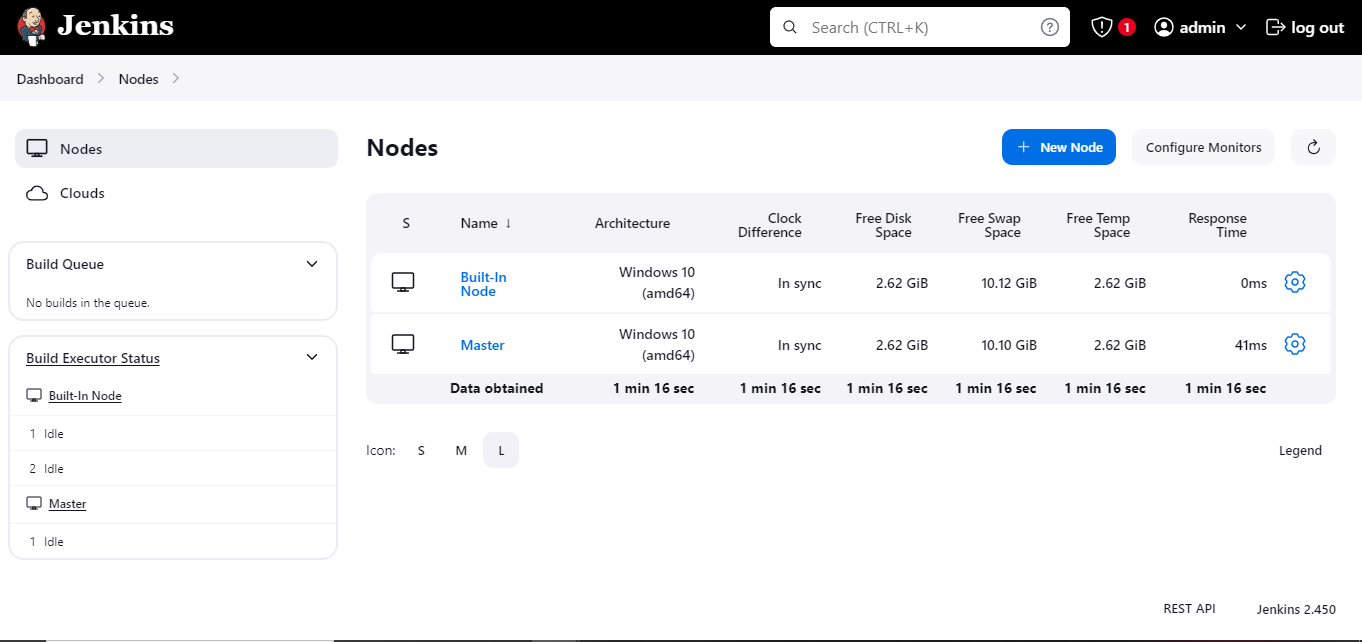 Jenkins
Search (CTRL+K)
1
admin
log out
Dashboard
Nodes
Nodes
Clouds
Build Queue
No builds in the queue.
Build Executor Status
Built-In Node
1 Idle
2 Idle
Master
1 Idle
Nodes
+ New Node
Configure Monitors
S Name ↓ Architecture Clock Difference Free Disk Space Free Swap Space Free Temp Space Response Time
Built-In Node Windows 10 (amd64) In sync 2.62 GiB 10.12 GiB 2.62 GiB 0ms
Master Windows 10 (amd64) In sync 2.62 GiB 10.10 GiB 2.62 GiB 41ms
Data obtained 1 min 16 sec 1 min 16 sec 1 min 16 sec 1 min 16 sec 1 min 16 sec 1 min 16 sec
Icon: S M L
Legend
REST API
Jenkins 2.450